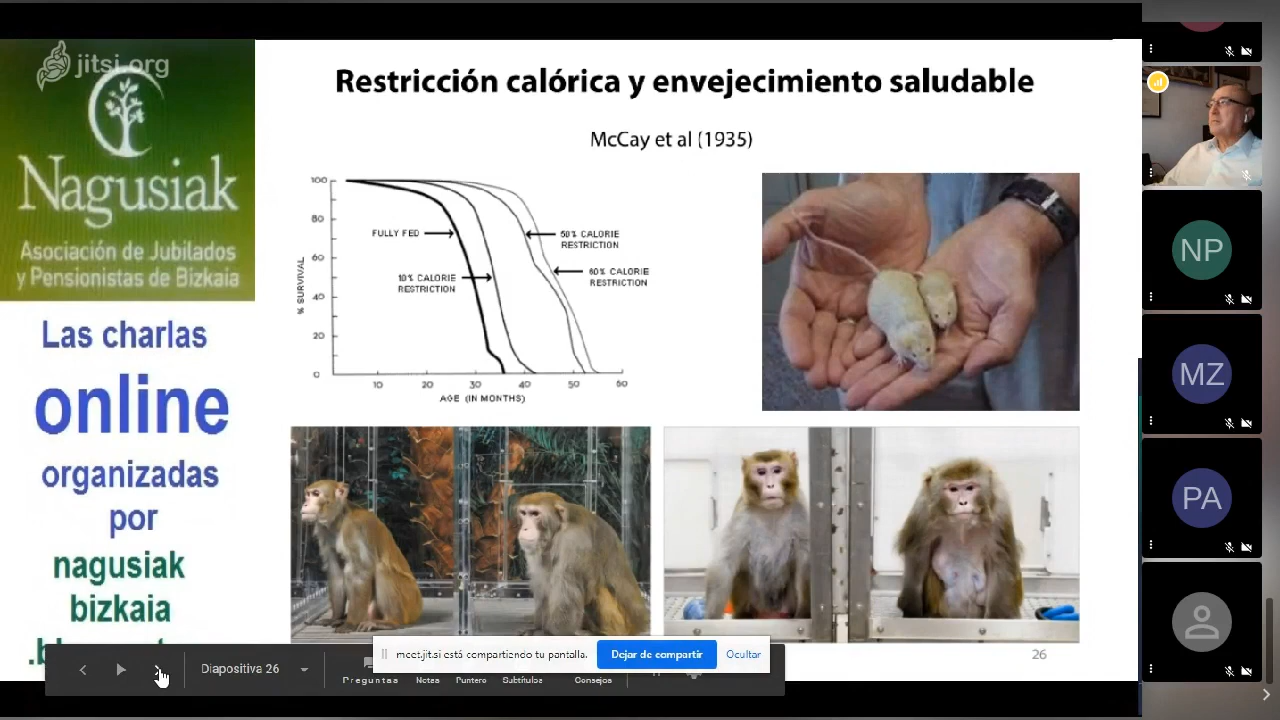 jitsi.org
Nagusiak
Asociación de Jubilados
y Pensionistas de Bizkaia
Las charlas
online
organizadas
por
nagusiak
bizkaia
Restricción calórica y envejecimiento saludable
McCay et al (1935)
% SURVIVAL
100
80
60
40
20
0
10
20
30
40
50
60
AGE (IN MONTHS)
FULLY FED
10% CALORIE
RESTRICTION
50% CALORIE
RESTRICTION
60% CALORIE
RESTRICTION
26
meet.jitsi está compartiendo tu pantalla.
Dejar de compartir
Ocultar
Diapositiva 26
Preguntas
Notas
Puntero
Subtítulos
Consejos
NP
MZ
PA